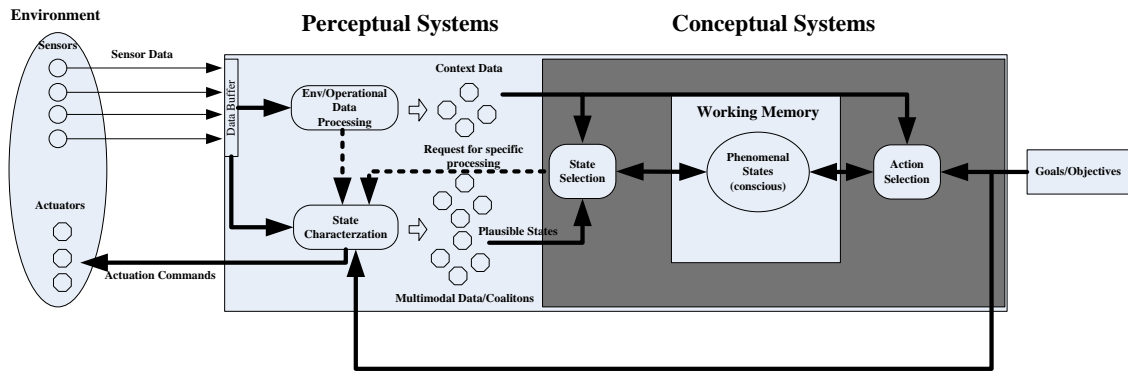 Environment
Perceptual Systems
Conceptual Systems
Sensors
Sensor Data
Data Buffer
Env/Operational
Data
Processing
Context Data
Working Memory
Request for specific
processing
State
Selection
Phenomenal
States
(conscious)
Action
Selection
Goals/Objectives
Actuators
State
Characterzation
Plausible States
Actuation Commands
Multimodal Data/Coalitons